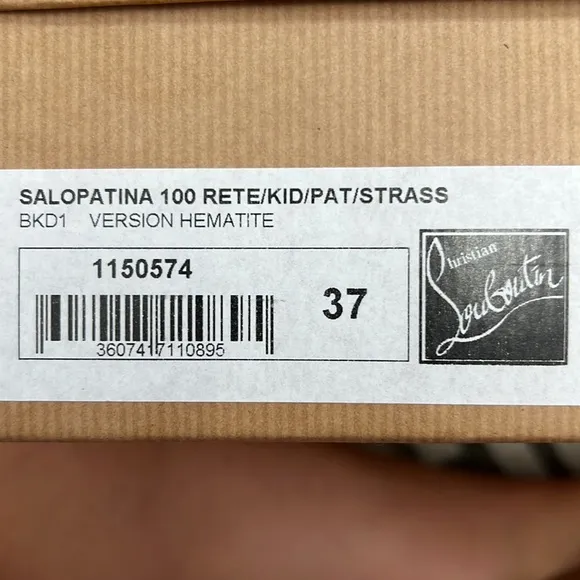 SALOPATINA 100 RETE/KID/PAT/STRASS
BKD1 VERSION HEMATITE
1150574
37
3607417110895
Christian
Louboutin